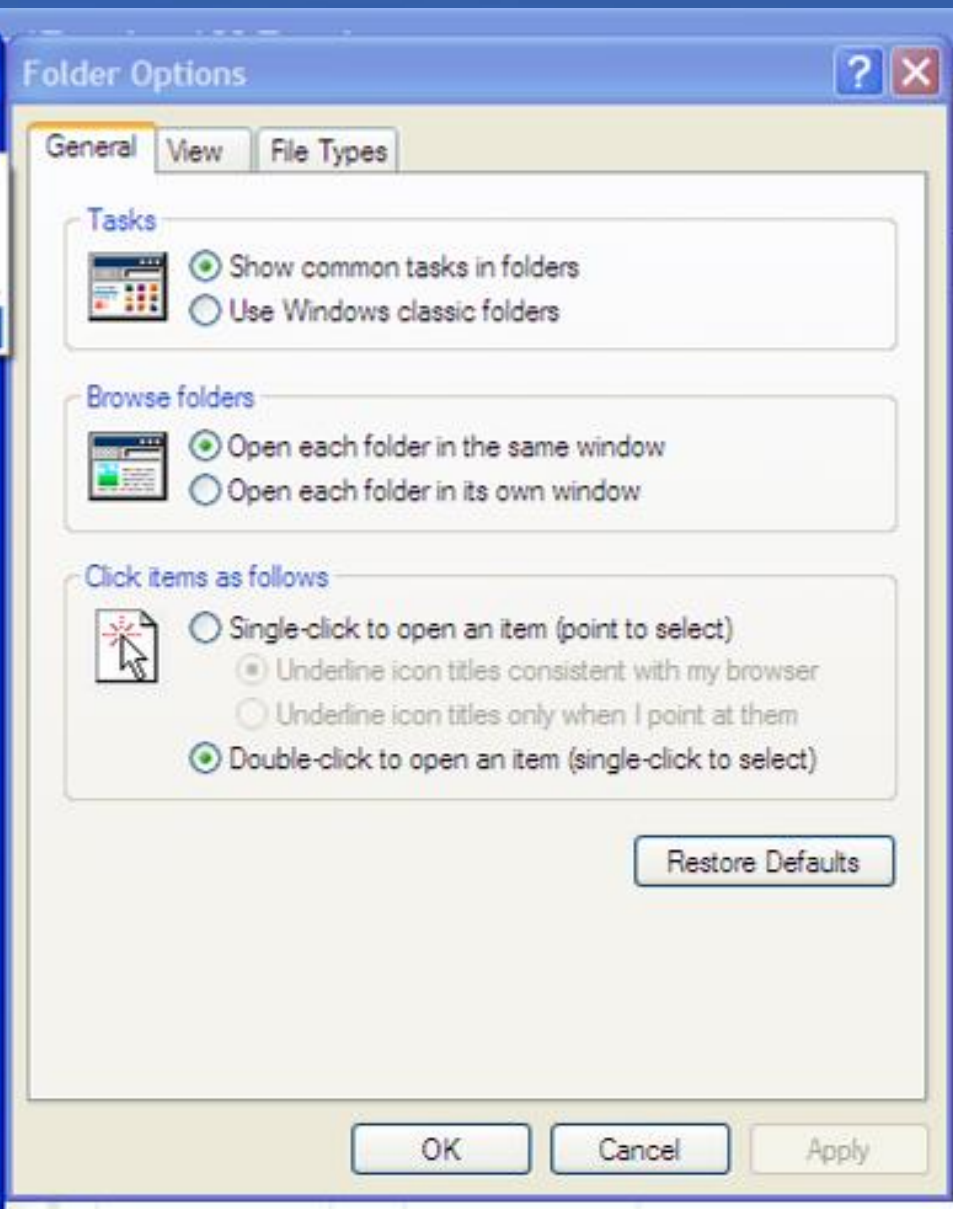 Folder Options
General
View
File Types
Tasks
Show common tasks in folders
Use Windows classic folders
Browse folders
Open each folder in the same window
Open each folder in its own window
Click items as follows
Single-click to open an item (point to select)
Underline icon titles consistent with my browser
Underline icon titles only when I point at them
Double-click to open an item (single-click to select)
Restore Defaults
OK
Cancel
Apply